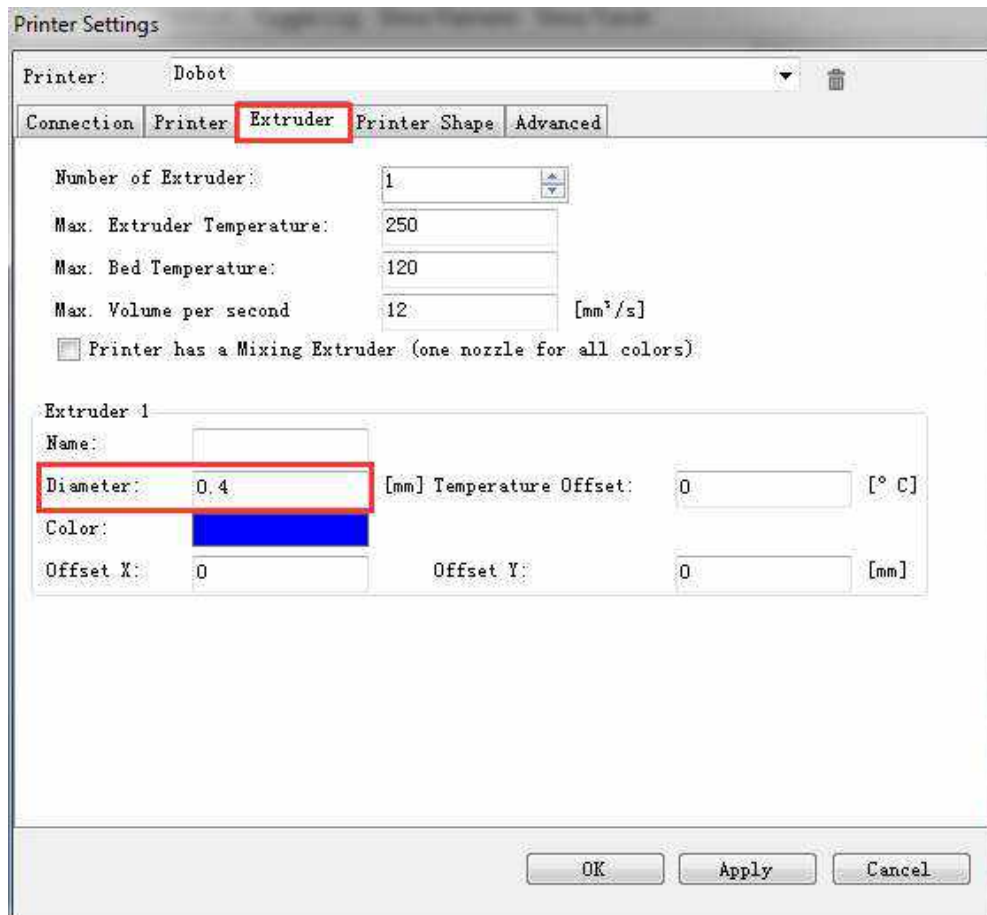 Printer Settings
Printer: Dobot
Connection Printer Extruder Printer Shape Advanced
Number of Extruder: 1
Max. Extruder Temperature: 250
Max. Bed Temperature: 120
Max. Volume per second 12 [mm³/s]
Printer has a Mixing Extruder (one nozzle for all colors)
Extruder 1
Name:
Diameter: 0.4 [mm] Temperature Offset: 0 [° C]
Color:
Offset X: 0 Offset Y: 0 [mm]
OK Apply Cancel